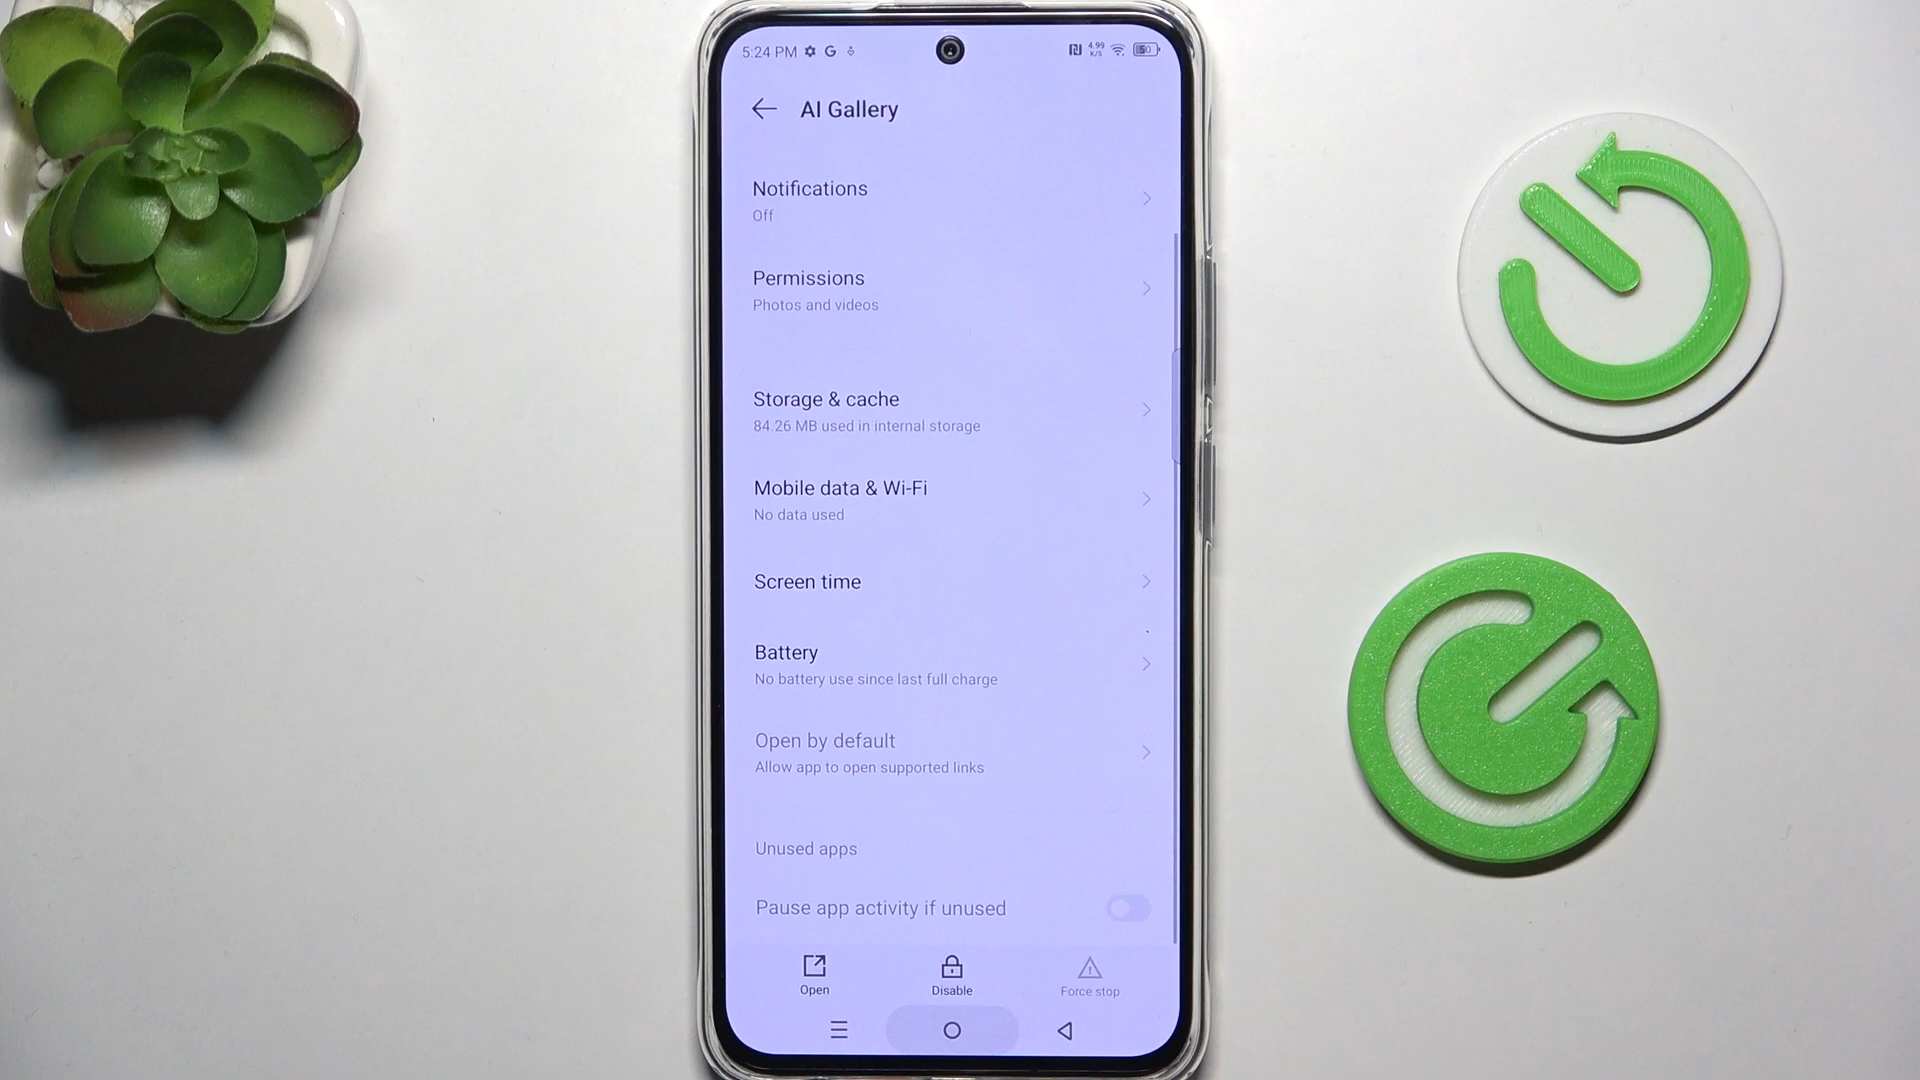 5:24 PM
4.99 K/S
50
AI Gallery
Notifications
Off
Permissions
Photos and videos
Storage & cache
84.26 MB used in internal storage
Mobile data & Wi-Fi
No data used
Screen time
Battery
No battery use since last full charge
Open by default
Allow app to open supported links
Unused apps
Pause app activity if unused
Open Disable Force stop